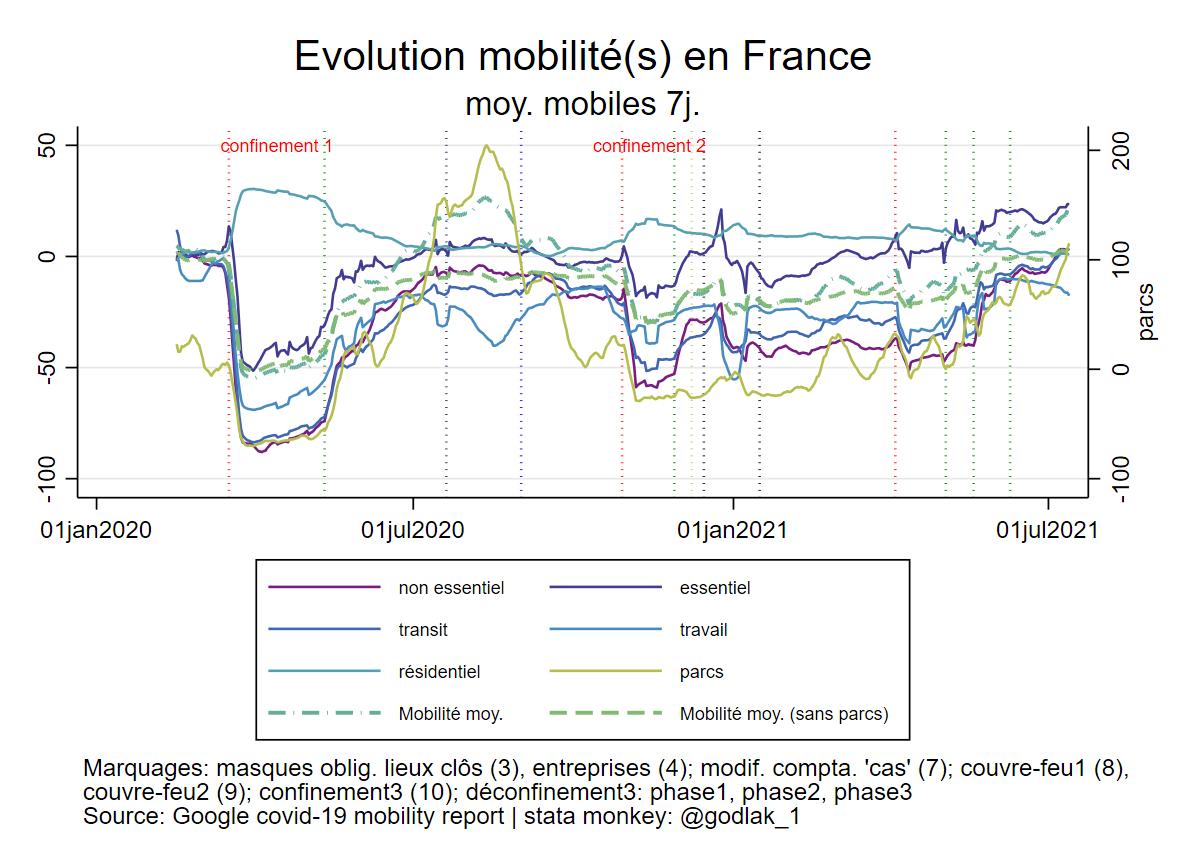 Evolution mobilité(s) en France
moy. mobiles 7j.
confinement 1
confinement 2
50
0
-50
-100
200
100
0
-100
parcs
01jan2020
01jul2020
01jan2021
01jul2021
non essentiel
essentiel
transit
travail
résidentiel
parcs
Mobilité moy.
Mobilité moy. (sans parcs)
Marquages: masques oblig. lieux clôs (3), entreprises (4); modif. compta. 'cas' (7); couvre-feu1 (8),
couvre-feu2 (9); confinement3 (10); déconfinement3: phase1, phase2, phase3
Source: Google covid-19 mobility report | stata monkey: @godlak_1